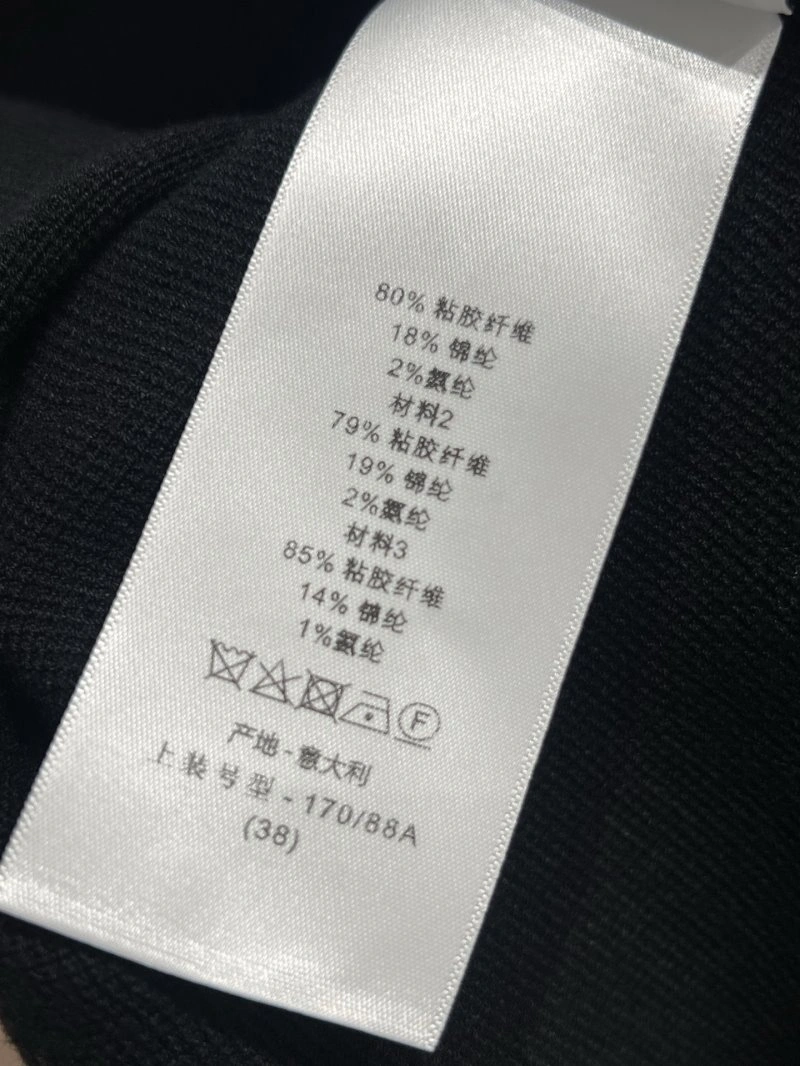 80% 粘胶纤维
18% 锦纶
2%氨纶
材料2
79% 粘胶纤维
19% 锦纶
2%氨纶
材料3
85% 粘胶纤维
14% 锦纶
1%氨纶
F
产地-意大利
上装号型-170/88A
(38)